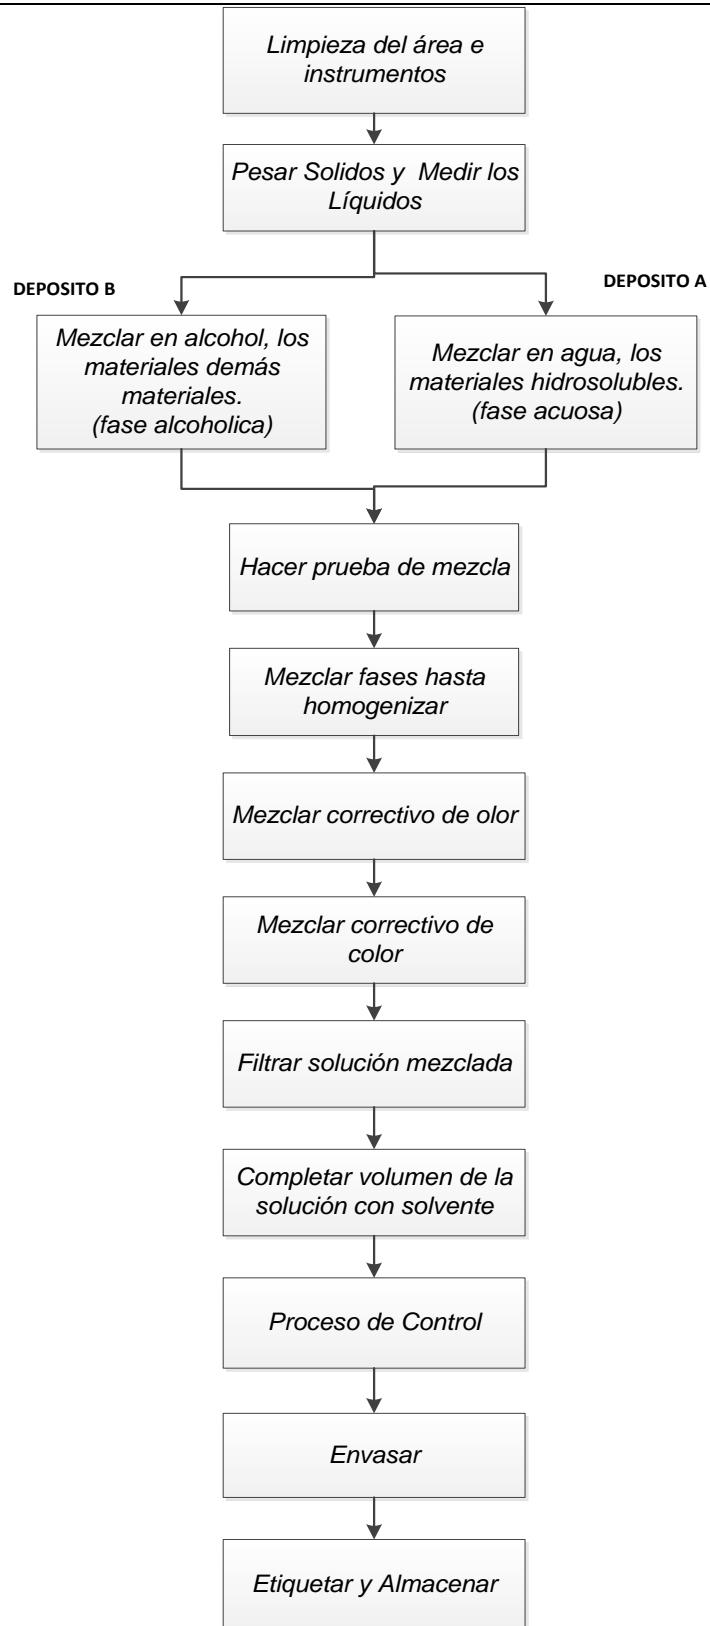 Limpieza del área e
instrumentos
Pesar Solidos y Medir los
Líquidos
DEPOSITO B
DEPOSITO A
Mezclar en alcohol, los
materiales demás
materiales.
(fase alcoholica)
Mezclar en agua, los
materiales hidrosolubles.
(fase acuosa)
Hacer prueba de mezcla
Mezclar fases hasta
homogenizar
Mezclar correctivo de olor
Mezclar correctivo de
color
Filtrar solución mezclada
Completar volumen de la
solución con solvente
Proceso de Control
Envasar
Etiquetar y Almacenar